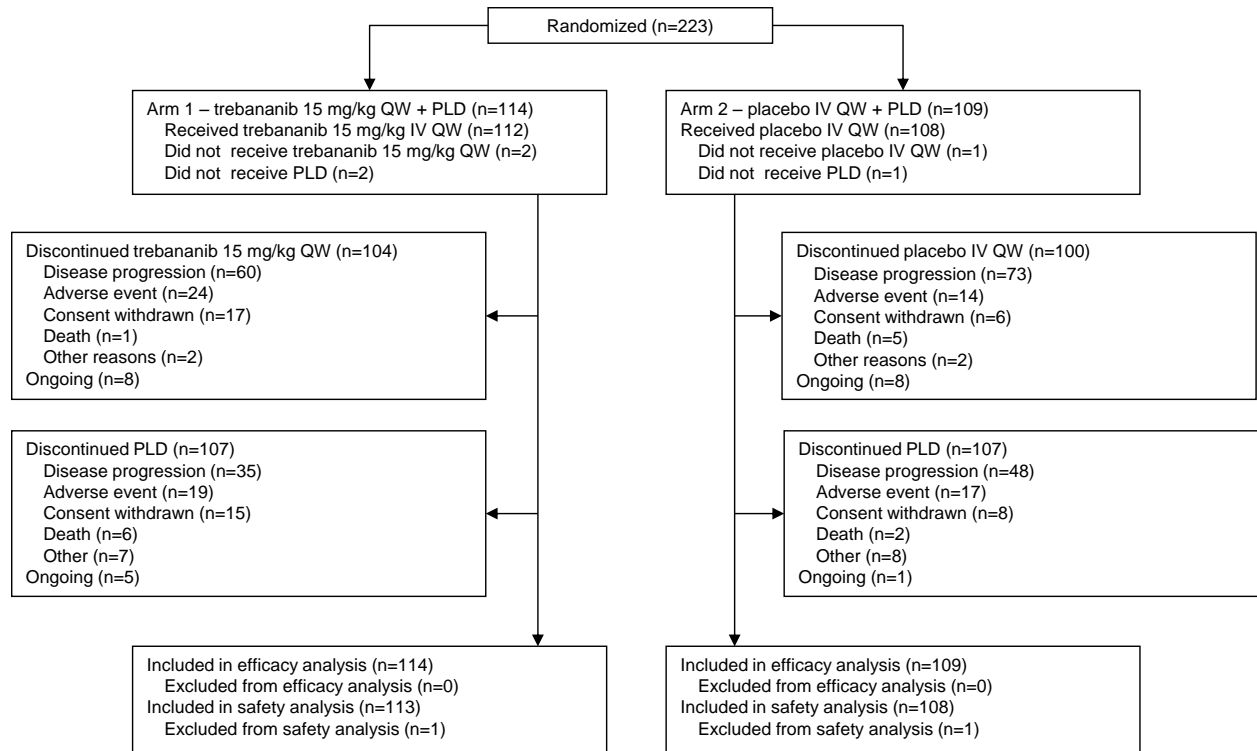 Randomized (n=223)
Arm 1 – trebananib 15 mg/kg QW + PLD (n=114)
Received trebananib 15 mg/kg IV QW (n=112)
Did not receive trebananib 15 mg/kg QW (n=2)
Did not receive PLD (n=2)
Arm 2 – placebo IV QW + PLD (n=109)
Received placebo IV QW (n=108)
Did not receive placebo IV QW (n=1)
Did not receive PLD (n=1)
Discontinued trebananib 15 mg/kg QW (n=104)
Disease progression (n=60)
Adverse event (n=24)
Consent withdrawn (n=17)
Death (n=1)
Other reasons (n=2)
Ongoing (n=8)
Discontinued placebo IV QW (n=100)
Disease progression (n=73)
Adverse event (n=14)
Consent withdrawn (n=6)
Death (n=5)
Other reasons (n=2)
Ongoing (n=8)
Discontinued PLD (n=107)
Disease progression (n=35)
Adverse event (n=19)
Consent withdrawn (n=15)
Death (n=6)
Other (n=7)
Ongoing (n=5)
Discontinued PLD (n=107)
Disease progression (n=48)
Adverse event (n=17)
Consent withdrawn (n=8)
Death (n=2)
Other (n=8)
Ongoing (n=1)
Included in efficacy analysis (n=114)
Excluded from efficacy analysis (n=0)
Included in safety analysis (n=113)
Excluded from safety analysis (n=1)
Included in efficacy analysis (n=109)
Excluded from efficacy analysis (n=0)
Included in safety analysis (n=108)
Excluded from safety analysis (n=1)